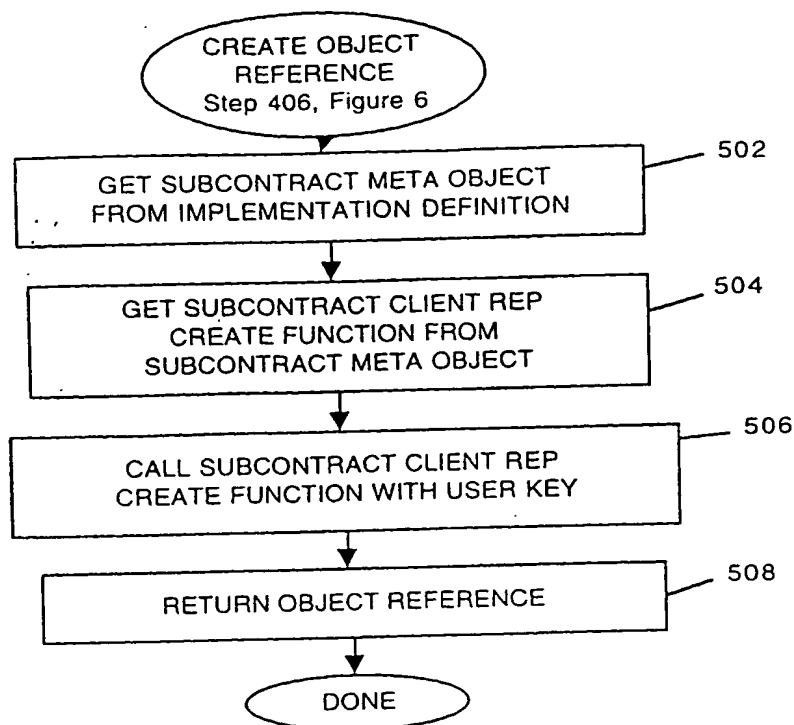 CREATE OBJECT
REFERENCE
Step 406, Figure 6
502
GET SUBCONTRACT META OBJECT
FROM IMPLEMENTATION DEFINITION
504
GET SUBCONTRACT CLIENT REP
CREATE FUNCTION FROM
SUBCONTRACT META OBJECT
506
CALL SUBCONTRACT CLIENT REP
CREATE FUNCTION WITH USER KEY
508
RETURN OBJECT REFERENCE
DONE